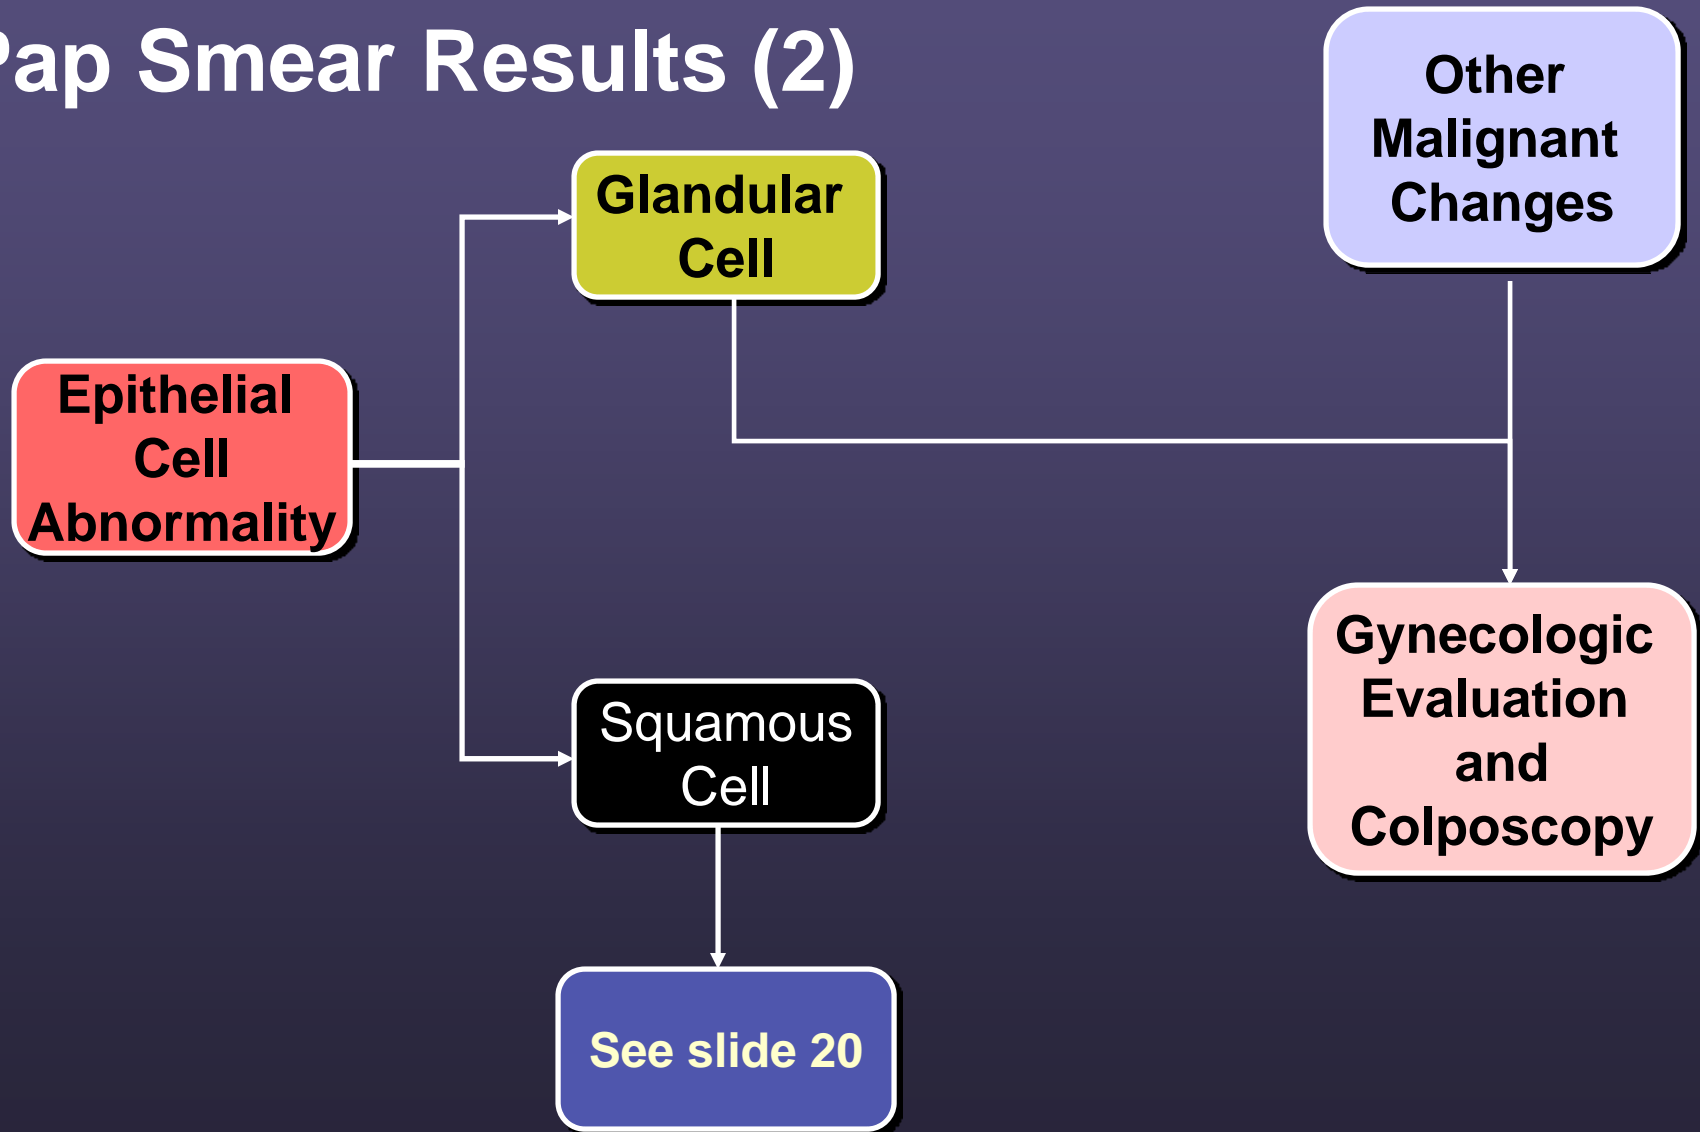 Pap Smear Results (2)
Other
Malignant
Changes
Glandular
Cell
Epithelial
Cell
Abnormality
Gynecologic
Evaluation
and
Colposcopy
Squamous
Cell
See slide 20